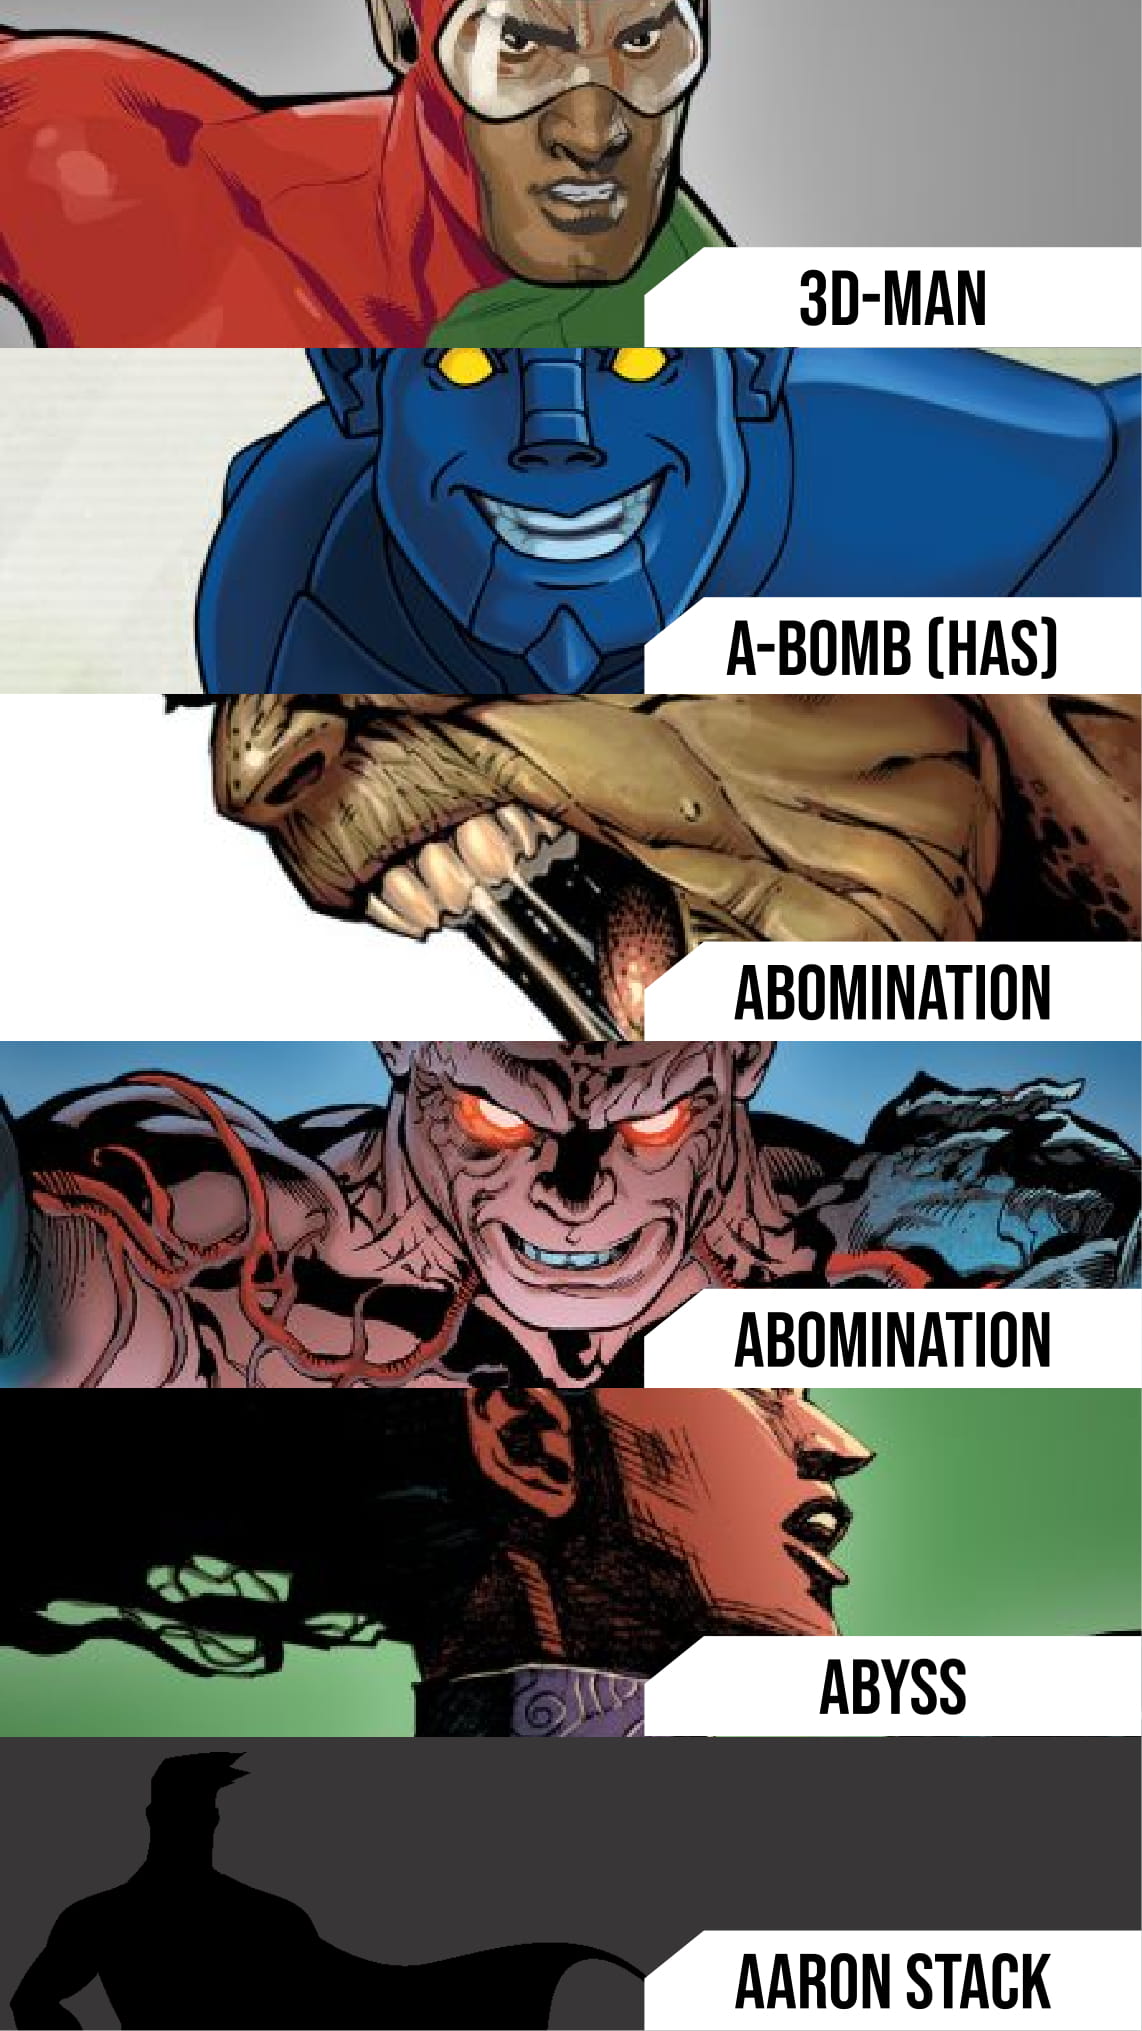 3D-MAN
A-BOMB (HAS)
ABOMINATION
ABOMINATION
ABYSS
AARON STACK